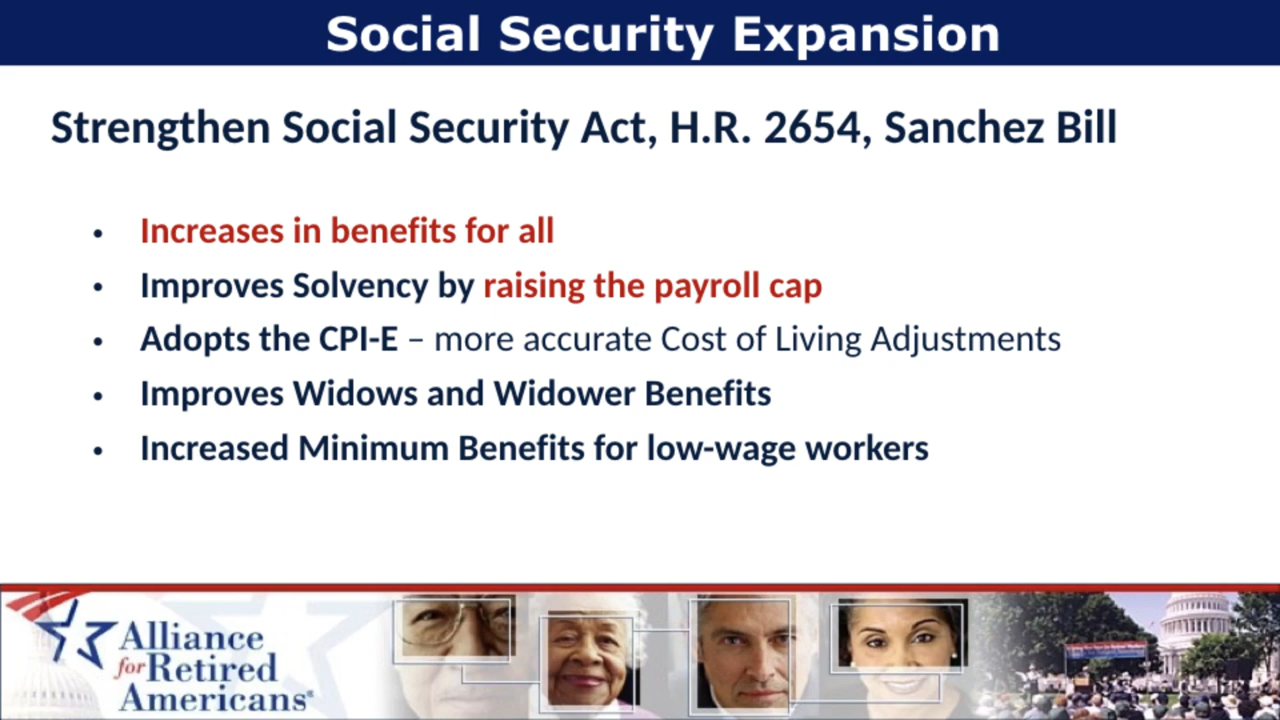 Social Security Expansion
Strengthen Social Security Act, H.R. 2654, Sanchez Bill
• Increases in benefits for all
• Improves Solvency by raising the payroll cap
• Adopts the CPI-E – more accurate Cost of Living Adjustments
• Improves Widows and Widower Benefits
• Increased Minimum Benefits for low-wage workers
Alliance
for Retired
Americans®